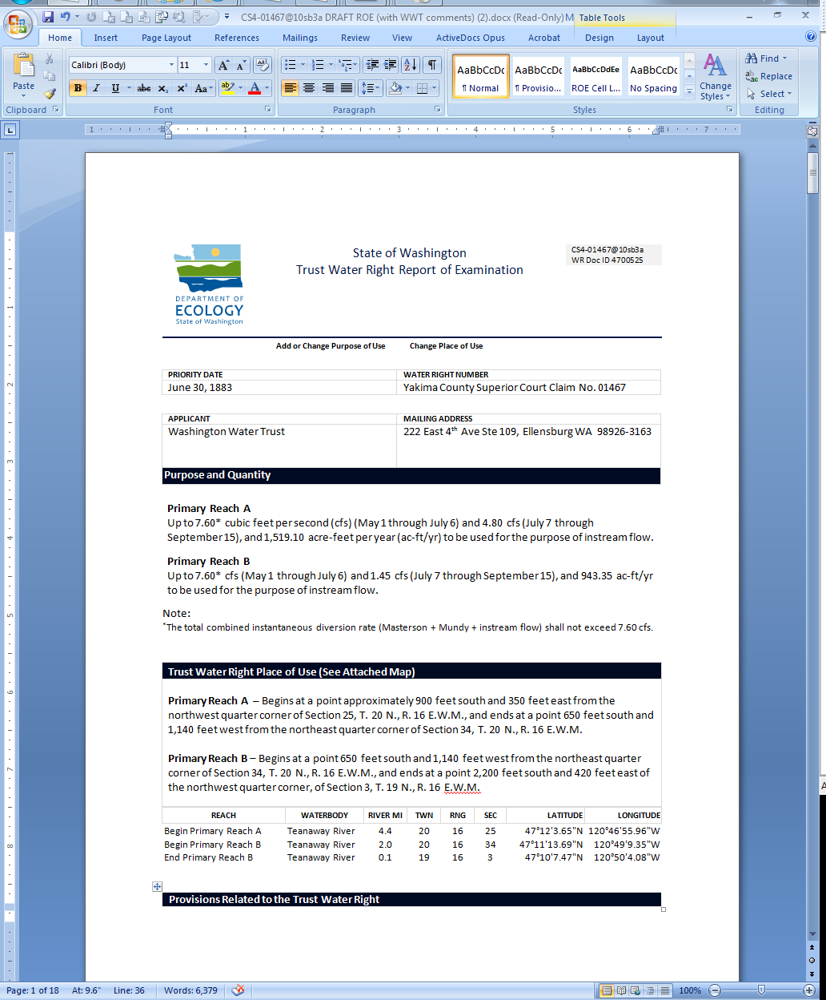 CS4-01467@10sb3a DRAFT ROE (with WWT comments) (2).docx (Read-Only) M
Table Tools
Home Insert Page Layout References Mailings Review View ActiveDocs Opus Acrobat Design Layout
Paste
Calibri (Body) 11
AaBbCcDc AaBbCcDc AaBbCcDdEe AaBbCcDc
¶ Normal ¶ Provisio... ROE Cell L... No Spacing
Change Styles
Find
Replace
Select
Clipboard Font Paragraph Styles Editing
1 1 2 3 4 5 6 7
State of Washington
Trust Water Right Report of Examination
CS4-01467@10sb3a
WR Doc ID 4700525
DEPARTMENT OF
ECOLOGY
State of Washington
Add or Change Purpose of Use Change Place of Use
PRIORITY DATE WATER RIGHT NUMBER
June 30, 1883 Yakima County Superior Court Claim No. 01467
APPLICANT MAILING ADDRESS
Washington Water Trust 222 East 4th Ave Ste 109, Ellensburg WA 98926-3163
Purpose and Quantity
Primary Reach A
Up to 7.60* cubic feet per second (cfs) (May 1 through July 6) and 4.80 cfs (July 7 through
September 15), and 1,519.10 acre-feet per year (ac-ft/yr) to be used for the purpose of instream flow.
Primary Reach B
Up to 7.60* cfs (May 1 through July 6) and 1.45 cfs (July 7 through September 15), and 943.35 ac-ft/yr
to be used for the purpose of instream flow.
Note:
*The total combined instantaneous diversion rate (Masterson + Mundy + instream flow) shall not exceed 7.60 cfs.
Trust Water Right Place of Use (See Attached Map)
Primary Reach A – Begins at a point approximately 900 feet south and 350 feet east from the
northwest quarter corner of Section 25, T. 20 N., R. 16 E.W.M., and ends at a point 650 feet south and
1,140 feet west from the northeast quarter corner of Section 34, T. 20 N., R. 16 E.W.M.
Primary Reach B – Begins at a point 650 feet south and 1,140 feet west from the northeast quarter
corner of Section 34, T. 20 N., R. 16 E.W.M., and ends at a point 2,200 feet south and 420 feet east of
the northwest quarter corner, of Section 3, T. 19 N., R. 16 E.W.M.
REACH WATERBODY RIVER MI TWN RNG SEC LATITUDE LONGITUDE
Begin Primary Reach A Teanaway River 4.4 20 16 25 47°12'3.65"N 120°46'55.96"W
Begin Primary Reach B Teanaway River 2.0 20 16 34 47°11'13.69"N 120°49'9.35"W
End Primary Reach B Teanaway River 0.1 19 16 3 47°10'7.47"N 120°50'4.08"W
Provisions Related to the Trust Water Right
Page: 1 of 18 At: 9.6" Line: 36 Words: 6,379 100%